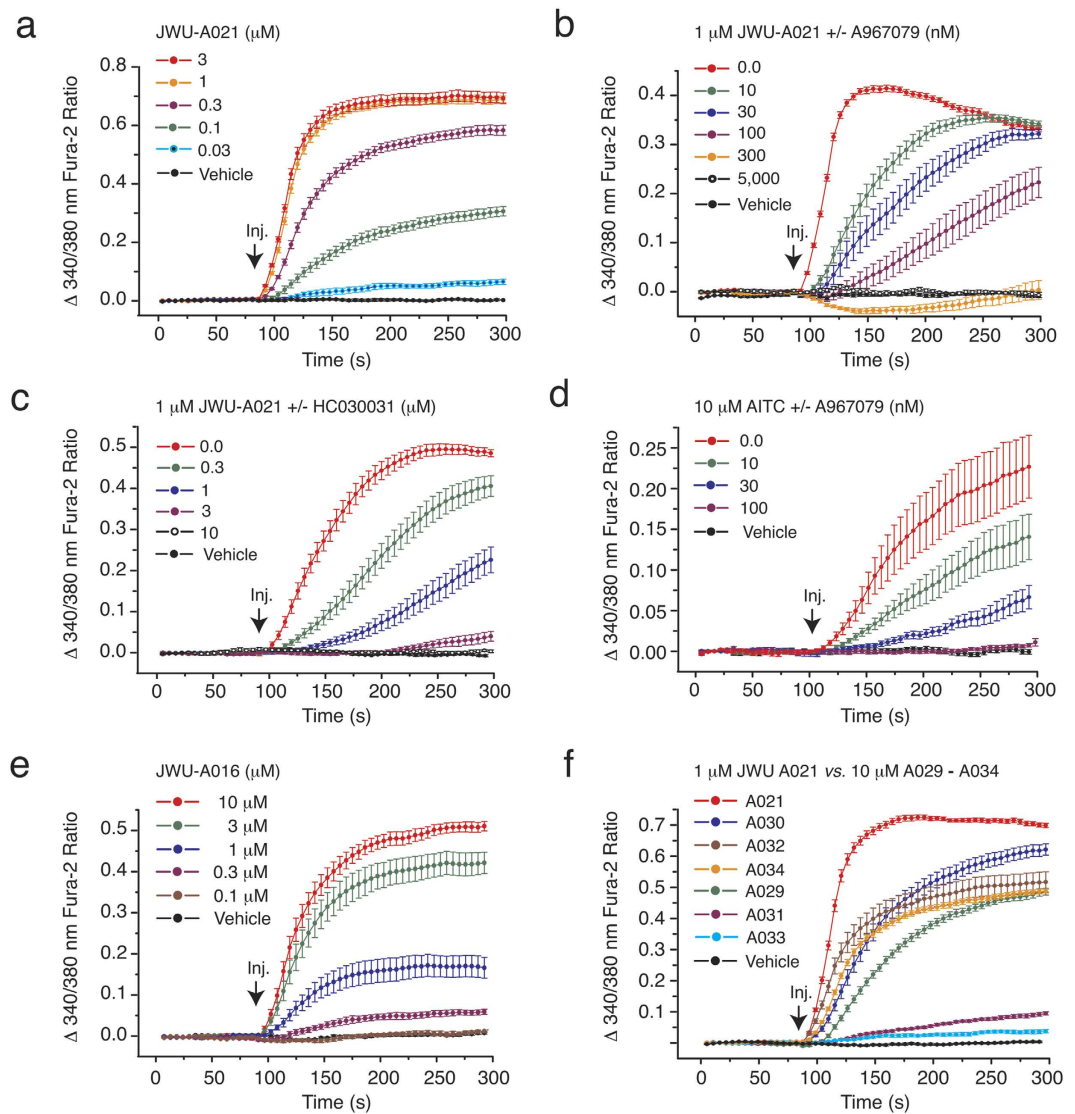 a
JWU-A021 (µM)
3
1
0.3
0.1
0.03
Vehicle
Inj.
0.8
0.6
0.4
0.2
0.0
Δ 340/380 nm Fura-2 Ratio
0 50 100 150 200 250 300
Time (s)
b
1 µM JWU-A021 +/- A967079 (nM)
0.0
10
30
100
300
5,000
Vehicle
Inj.
0.4
0.3
0.2
0.1
0.0
Δ 340/380 nm Fura-2 Ratio
0 50 100 150 200 250 300
Time (s)
c
1 µM JWU-A021 +/- HC030031 (µM)
0.0
0.3
1
3
10
Vehicle
Inj.
0.5
0.4
0.3
0.2
0.1
0.0
Δ 340/380 nm Fura-2 Ratio
0 50 100 150 200 250 300
Time (s)
d
10 µM AITC +/- A967079 (nM)
0.0
10
30
100
Vehicle
Inj.
0.25
0.20
0.15
0.10
0.05
0.00
Δ 340/380 nm Fura-2 Ratio
0 50 100 150 200 250 300
Time (s)
e
JWU-A016 (µM)
10 µM
3 µM
1 µM
0.3 µM
0.1 µM
Vehicle
Inj.
0.5
0.4
0.3
0.2
0.1
0.0
Δ 340/380 nm Fura-2 Ratio
0 50 100 150 200 250 300
Time (s)
f
1 µM JWU A021 vs. 10 µM A029 - A034
A021
A030
A032
A034
A029
A031
A033
Vehicle
Inj.
0.7
0.6
0.5
0.4
0.3
0.2
0.1
Δ 340/380 nm Fura-2 Ratio
0 50 100 150 200 250 300
Time (s)